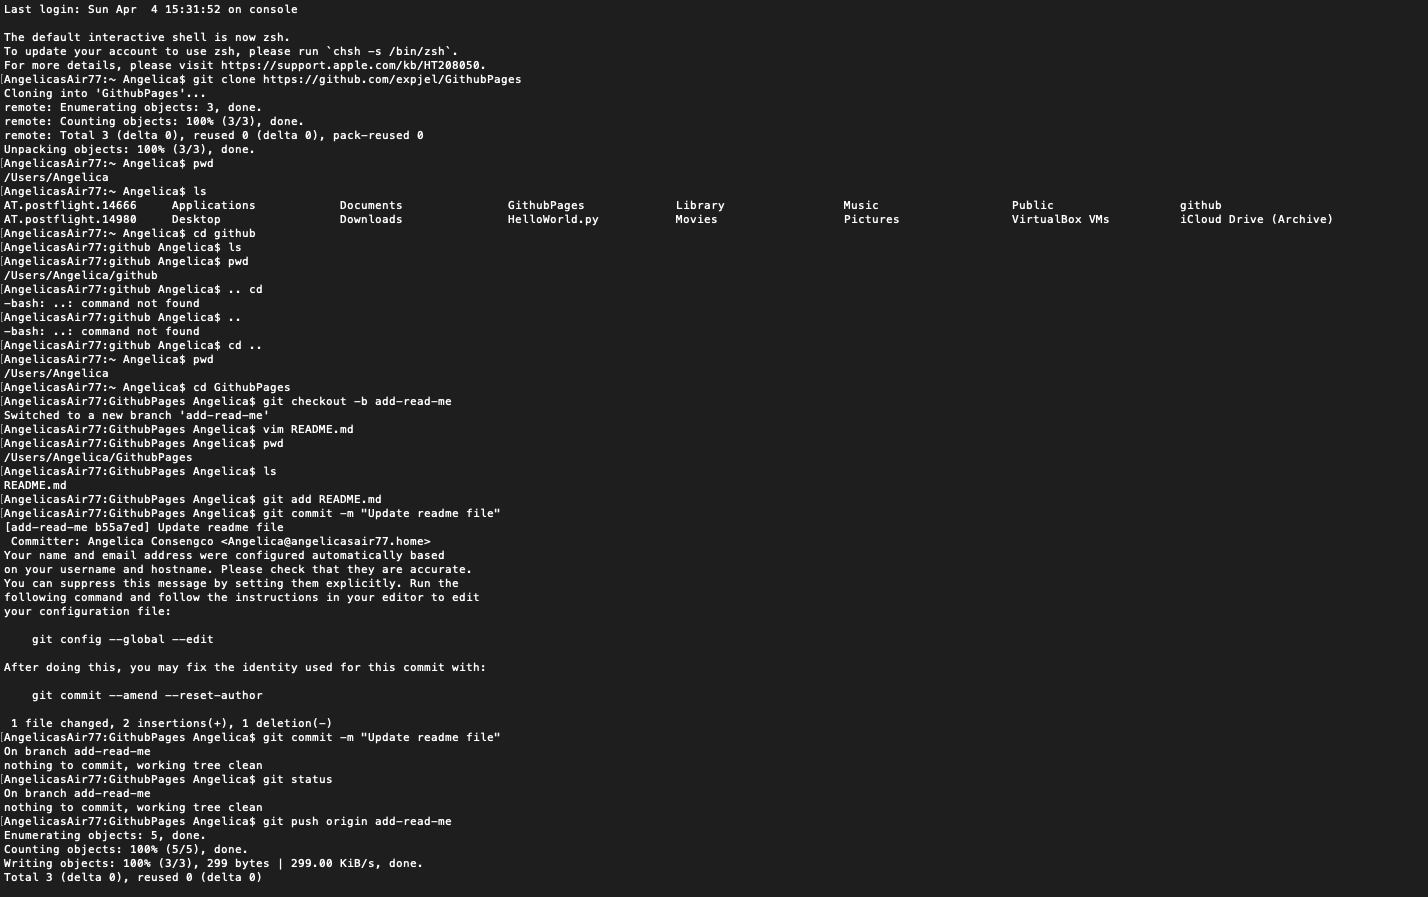 Last login: Sun Apr  4 15:31:52 on console
The default interactive shell is now zsh.
To update your account to use zsh, please run `chsh -s /bin/zsh`.
For more details, please visit https://support.apple.com/kb/HT208050.
[AngelicasAir77:~ Angelica$ git clone https://github.com/expjel/GithubPages
Cloning into 'GithubPages'...
remote: Enumerating objects: 3, done.
remote: Counting objects: 100% (3/3), done.
remote: Total 3 (delta 0), reused 0 (delta 0), pack-reused 0
Unpacking objects: 100% (3/3), done.
[AngelicasAir77:~ Angelica$ pwd
/Users/Angelica
[AngelicasAir77:~ Angelica$ ls
AT.postflight.14666     Applications            Documents               GithubPages             Library                 Music                   Public                  github
AT.postflight.14980     Desktop                 Downloads               HelloWorld.py           Movies                  Pictures                VirtualBox VMs          iCloud Drive (Archive)
[AngelicasAir77:~ Angelica$ cd github
[AngelicasAir77:github Angelica$ ls
[AngelicasAir77:github Angelica$ pwd
/Users/Angelica/github
[AngelicasAir77:github Angelica$ .. cd
-bash: ..: command not found
[AngelicasAir77:github Angelica$ ..
-bash: ..: command not found
[AngelicasAir77:github Angelica$ cd ..
[AngelicasAir77:~ Angelica$ pwd
/Users/Angelica
[AngelicasAir77:~ Angelica$ cd GithubPages
[AngelicasAir77:GithubPages Angelica$ git checkout -b add-read-me
Switched to a new branch 'add-read-me'
[AngelicasAir77:GithubPages Angelica$ vim README.md
[AngelicasAir77:GithubPages Angelica$ pwd
/Users/Angelica/GithubPages
[AngelicasAir77:GithubPages Angelica$ ls
README.md
[AngelicasAir77:GithubPages Angelica$ git add README.md
[AngelicasAir77:GithubPages Angelica$ git commit -m "Update readme file"
[add-read-me b55a7ed] Update readme file
 Committer: Angelica Consengco <Angelica@angelicasair77.home>
Your name and email address were configured automatically based
on your username and hostname. Please check that they are accurate.
You can suppress this message by setting them explicitly. Run the
following command and follow the instructions in your editor to edit
your configuration file:
    git config --global --edit
After doing this, you may fix the identity used for this commit with:
    git commit --amend --reset-author
 1 file changed, 2 insertions(+), 1 deletion(-)
[AngelicasAir77:GithubPages Angelica$ git commit -m "Update readme file"
On branch add-read-me
nothing to commit, working tree clean
[AngelicasAir77:GithubPages Angelica$ git status
On branch add-read-me
nothing to commit, working tree clean
[AngelicasAir77:GithubPages Angelica$ git push origin add-read-me
Enumerating objects: 5, done.
Counting objects: 100% (5/5), done.
Writing objects: 100% (3/3), 299 bytes | 299.00 KiB/s, done.
Total 3 (delta 0), reused 0 (delta 0)